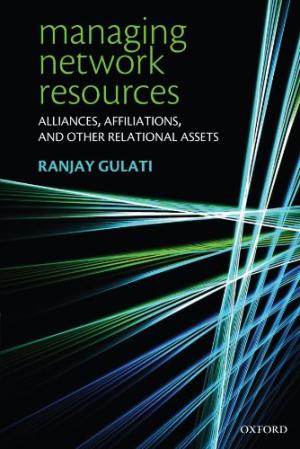 managing
network
resources
ALLIANCES, AFFILIATIONS,
AND OTHER RELATIONAL ASSETS
RANJAY GULATI
OXFORD